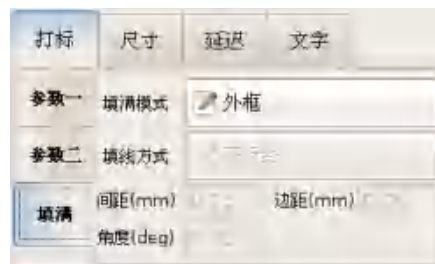 打标 尺寸 延迟 文字
参数一 填满模式 外框
参数二 填线方式
填满 间距(mm) 边距(mm)
角度(deg)